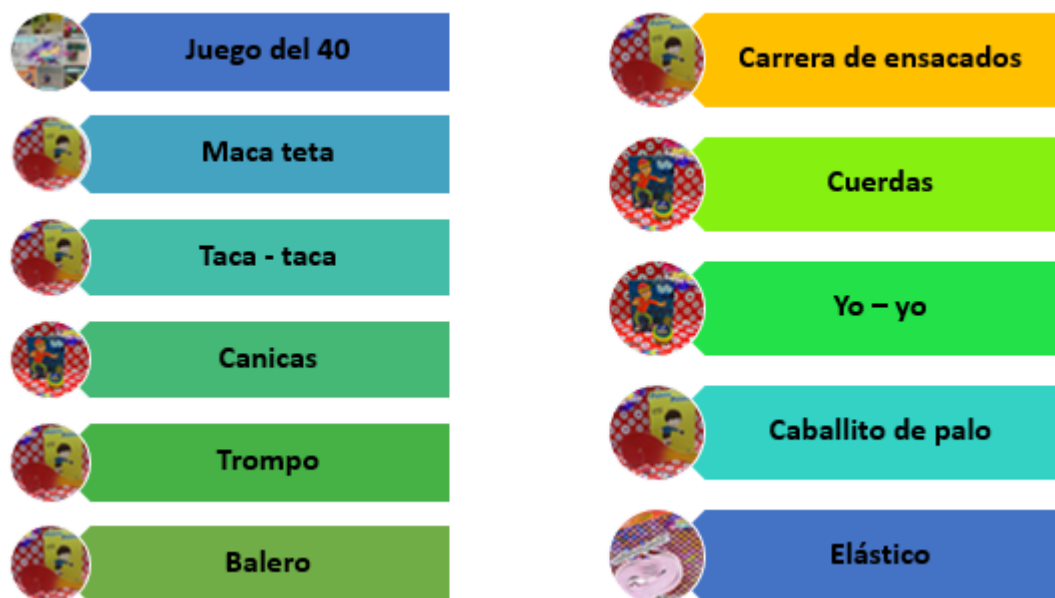 Juego del 40
Maca teta
Taca - taca
Canicas
Trompo
Balero
Carrera de ensacados
Cuerdas
Yo – yo
Caballito de palo
Elástico